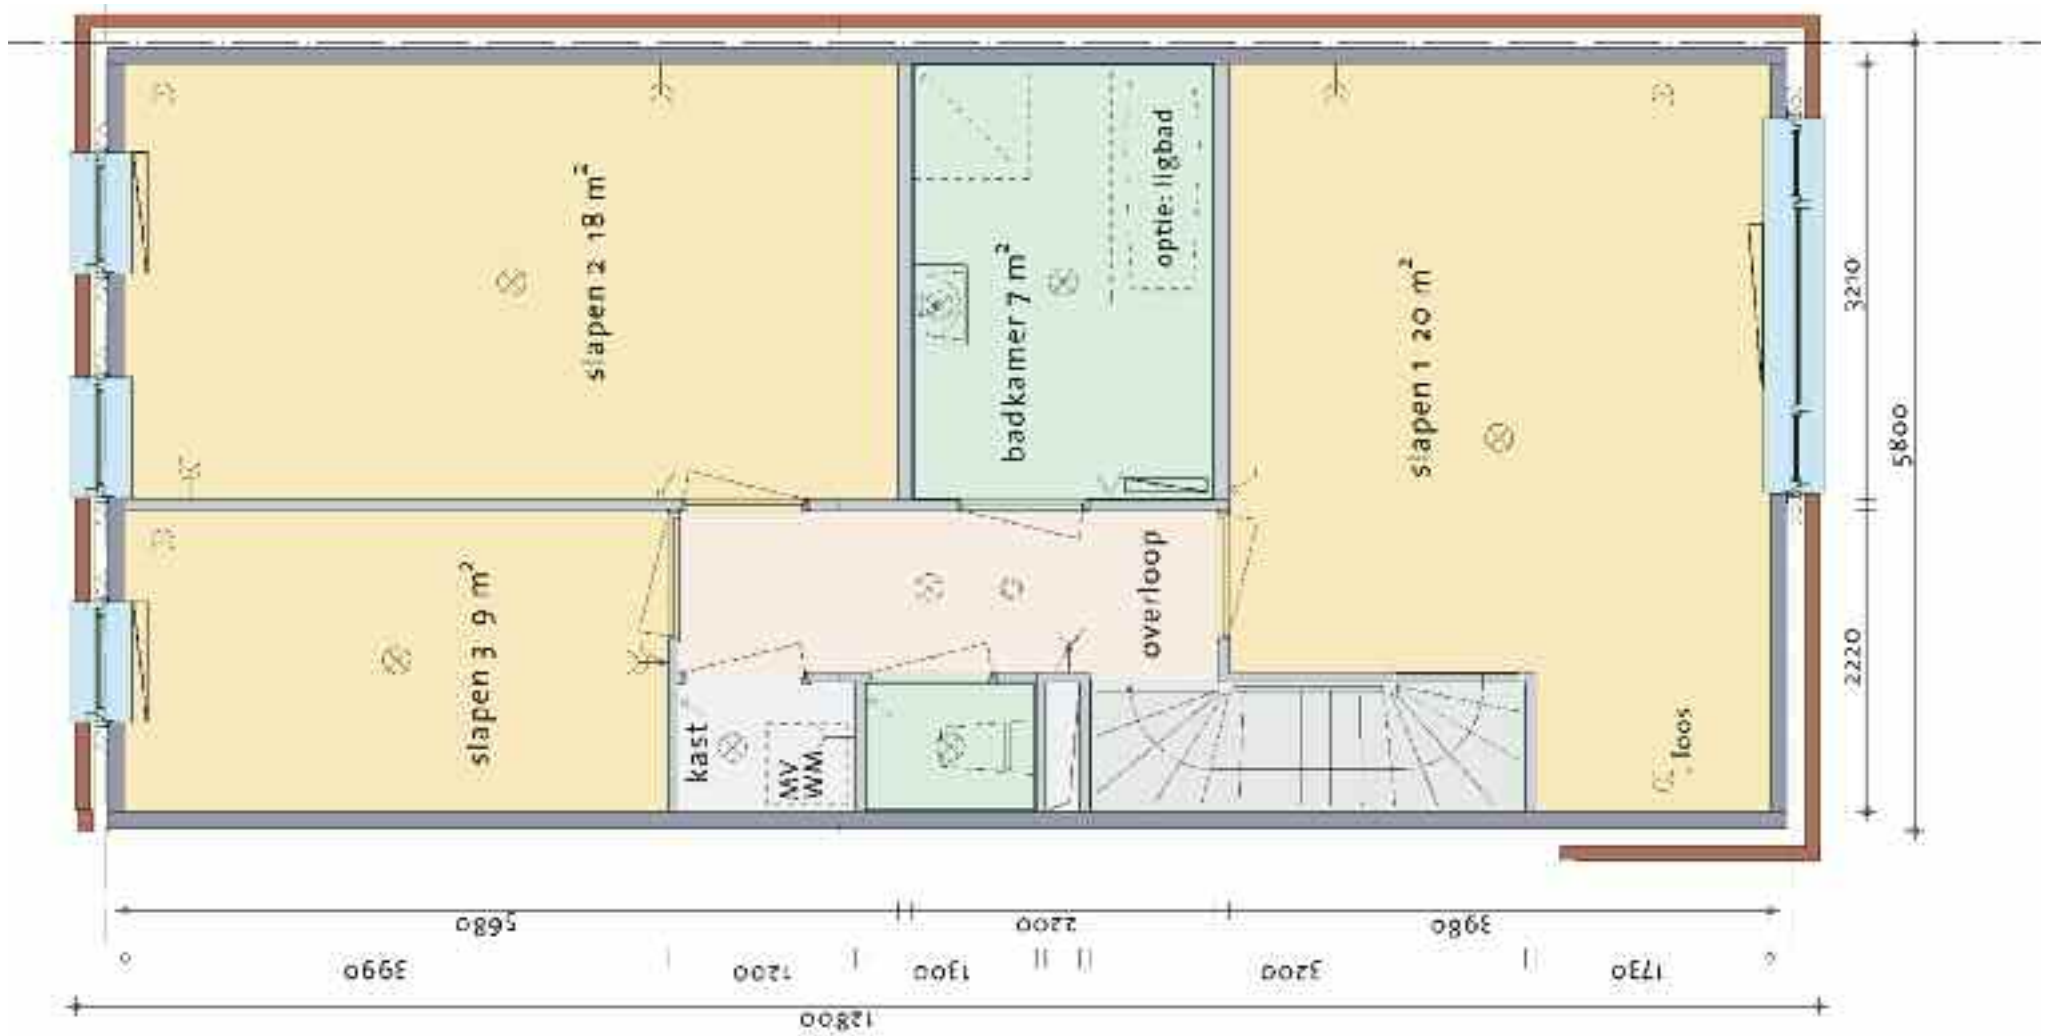 slapen 2 18 m²
badkamer 7 m²
optie: ligbad
slapen 1 20 m²
slapen 3 9 m²
overloop
kast
MV
WM
loos
3210
2220
5800
5680
2200
3980
3990
1200
1300
3200
1730
12800